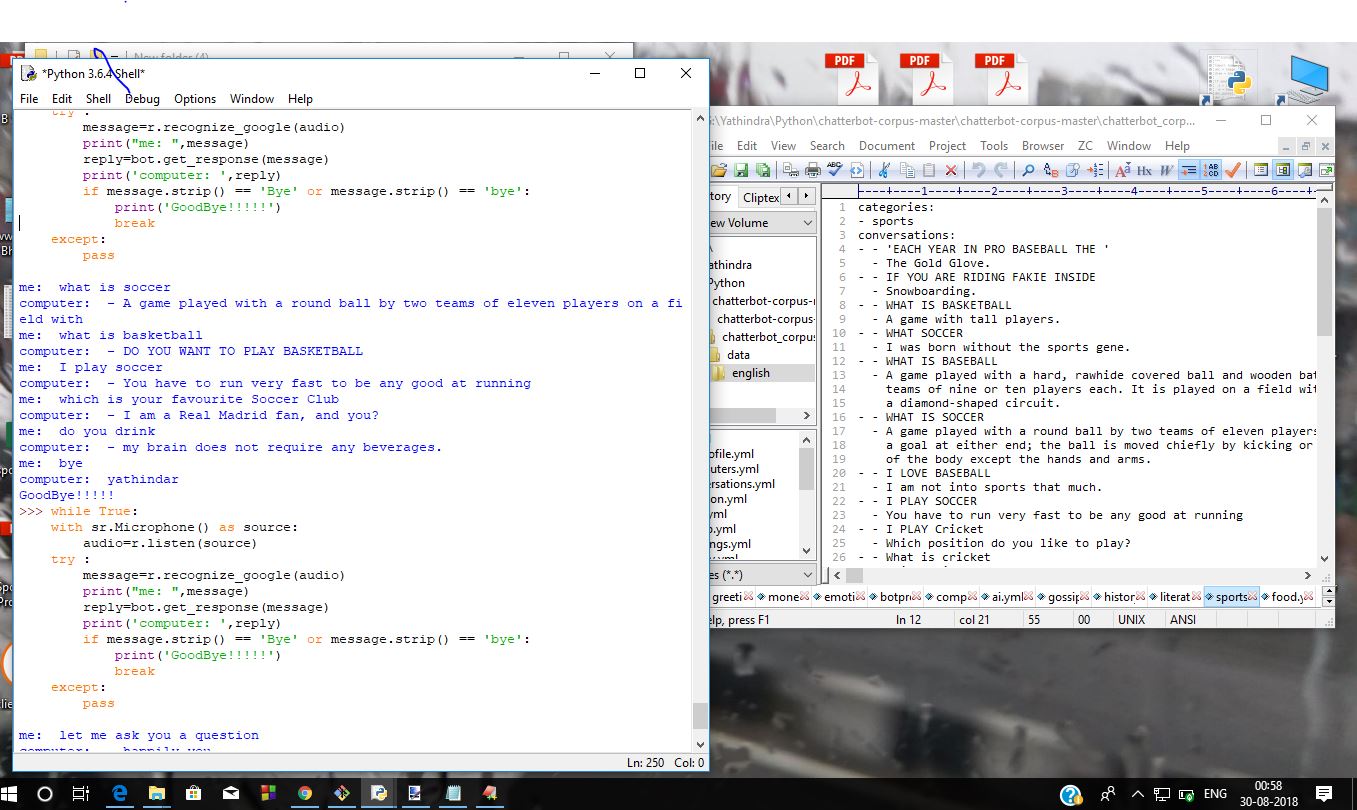 New folder (4)
*Python 3.6.4 Shell*
File Edit Shell Debug Options Window Help
try :
message=r.recognize_google(audio)
print("me: ",message)
reply=bot.get_response(message)
print('computer: ',reply)
if message.strip() == 'Bye' or message.strip() == 'bye':
print('GoodBye!!!!!')
break
except:
pass
me:  what is soccer
computer:  - A game played with a round ball by two teams of eleven players on a fi
eld with
me:  what is basketball
computer:  - DO YOU WANT TO PLAY BASKETBALL
me:  I play soccer
computer:  - You have to run very fast to be any good at running
me:  which is your favourite Soccer Club
computer:  - I am a Real Madrid fan, and you?
me:  do you drink
computer:  - my brain does not require any beverages.
me:  bye
computer:  yathindar
GoodBye!!!!!
>>> while True:
with sr.Microphone() as source:
audio=r.listen(source)
try :
message=r.recognize_google(audio)
print("me: ",message)
reply=bot.get_response(message)
print('computer: ',reply)
if message.strip() == 'Bye' or message.strip() == 'bye':
print('GoodBye!!!!!')
break
except:
pass
me:  let me ask you a question
computer:  - happily you
Ln: 250 Col: 0
PDF PDF PDF
:\Yathindra\Python\chatterbot-corpus-master\chatterbot-corpus-master\chatterbot_corp...
ile Edit View Search Document Project Tools Browser ZC Window Help
tory Cliptex
ew Volume
athindra
Python
chatterbot-corpus-
chatterbot-corpus-
chatterbot_corpus
data
english
ofile.yml
uters.yml
ersations.yml
on.yml
yml
o.yml
ngs.yml
es (*.*)
----+----1----+----2----+----3----+----4----+----5----+----6----+
1 categories:
2 - sports
3 conversations:
4 - - 'EACH YEAR IN PRO BASEBALL THE '
5 - The Gold Glove.
6 - - IF YOU ARE RIDING FAKIE INSIDE
7 - Snowboarding.
8 - - WHAT IS BASKETBALL
9 - A game with tall players.
10 - - WHAT SOCCER
11 - I was born without the sports gene.
12 - - WHAT IS BASEBALL
13 - A game played with a hard, rawhide covered ball and wooden bat
14 teams of nine or ten players each. It is played on a field wit
15 a diamond-shaped circuit.
16 - - WHAT IS SOCCER
17 - A game played with a round ball by two teams of eleven players
18 a goal at either end; the ball is moved chiefly by kicking or
19 of the body except the hands and arms.
20 - - I LOVE BASEBALL
21 - I am not into sports that much.
22 - - I PLAY SOCCER
23 - You have to run very fast to be any good at running
24 - - I PLAY Cricket
25 - Which position do you like to play?
26 - - What is cricket
greeti mone emoti botpr comp ai.yml gossip histor literat sports food.y
elp, press F1 ln 12 col 21 55 00 UNIX ANSI
ENG 00:58
30-08-2018